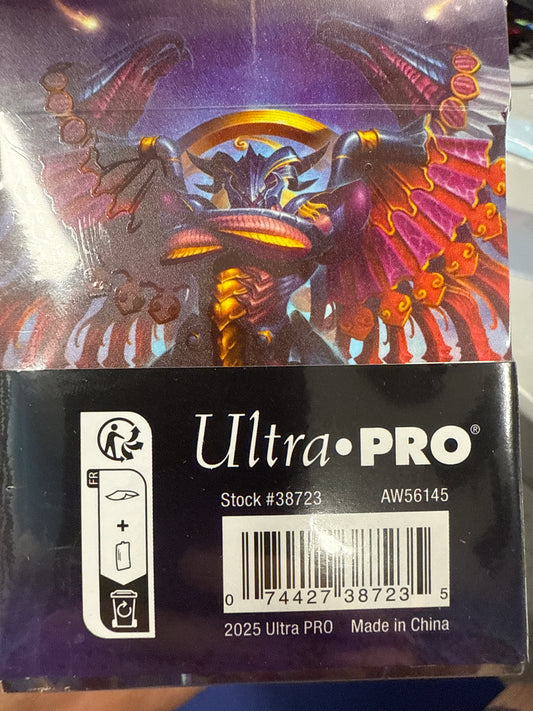 Ultra•PRO®
Stock #38723 AW56145
FR
+
0 74427 38723 5
2025 Ultra PRO Made in China